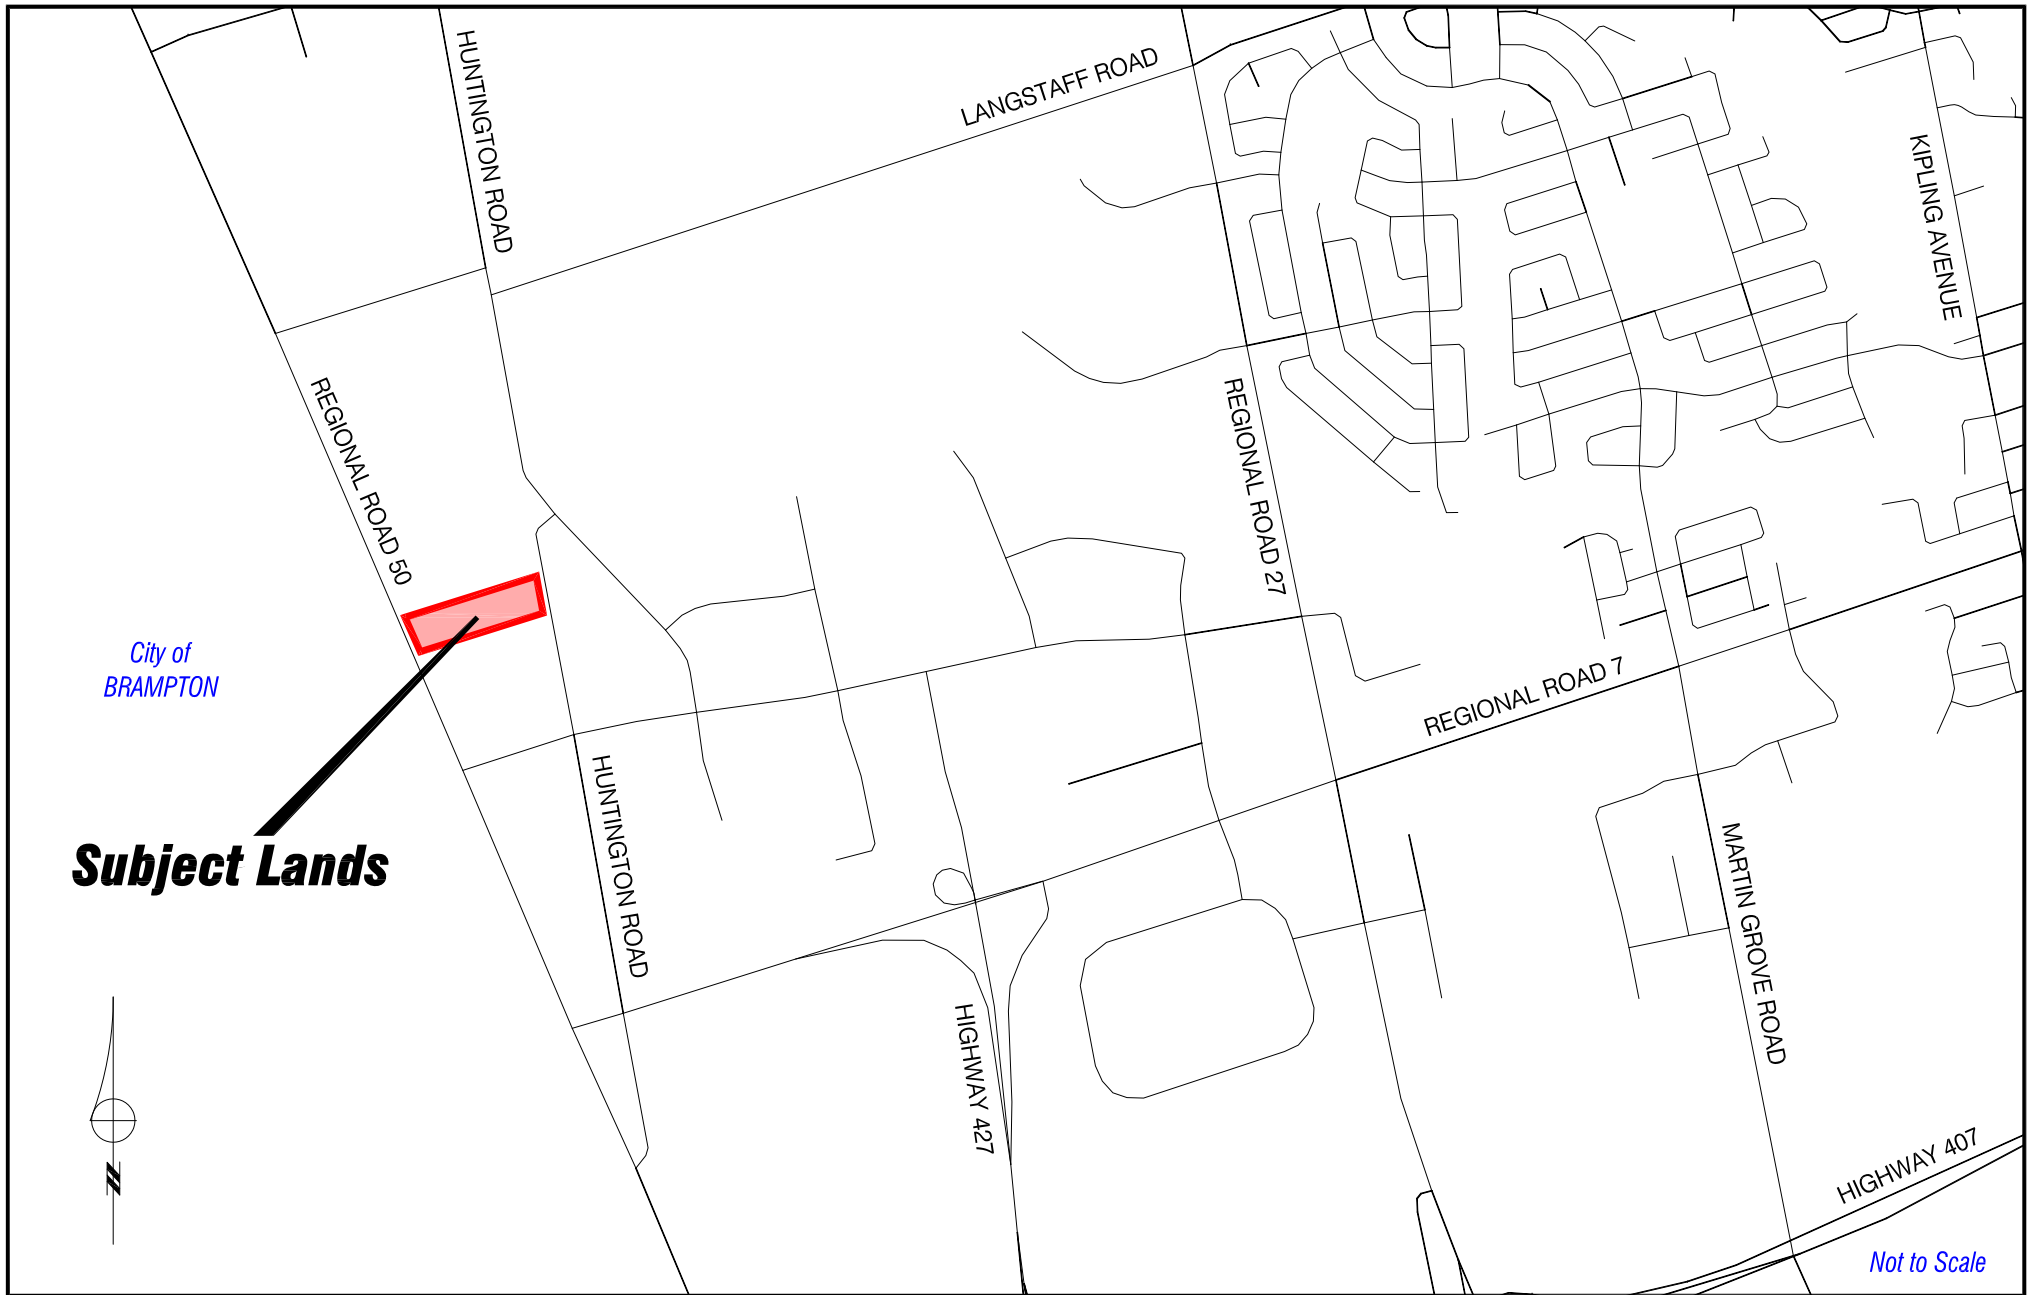 HUNTINGTON ROAD
LANGSTAFF ROAD
KIPLING AVENUE
REGIONAL ROAD 50
REGIONAL ROAD 27
City of
BRAMPTON
REGIONAL ROAD 7
Subject Lands
HUNTINGTON ROAD
MARTIN GROVE ROAD
HIGHWAY 427
HIGHWAY 407
N
Not to Scale